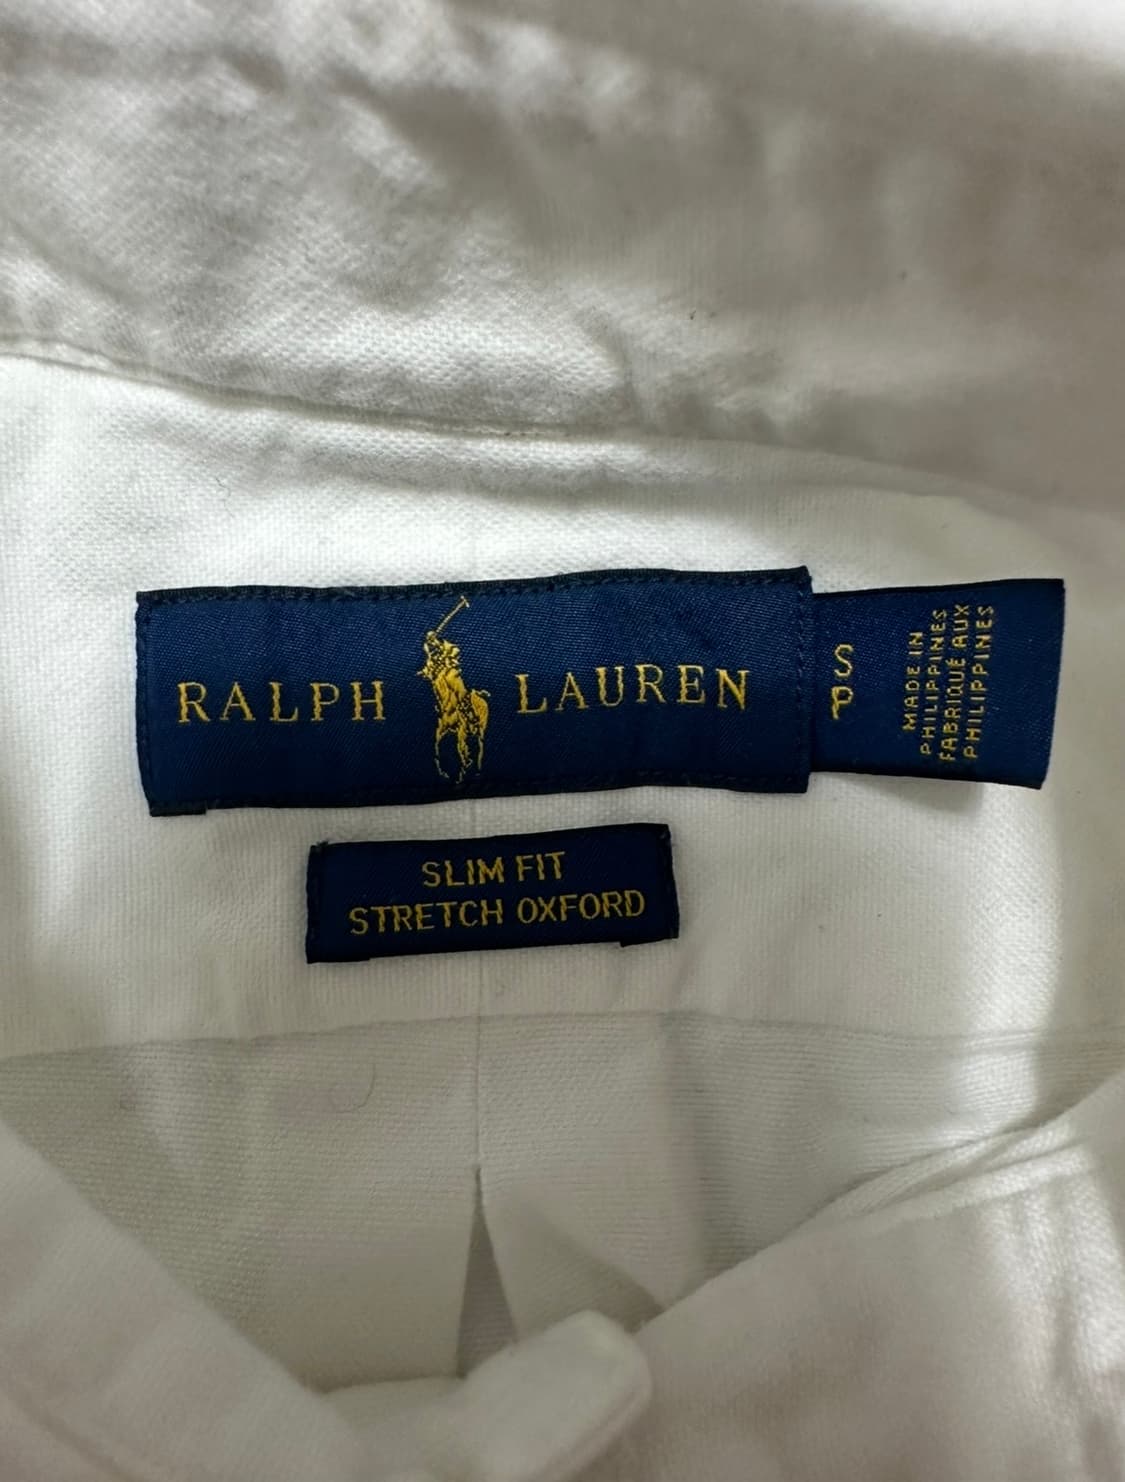 RALPH LAUREN
S
P
MADE IN
PHILIPPINES
FABRIQUÉ AUX
PHILIPPINES
SLIM FIT
STRETCH OXFORD